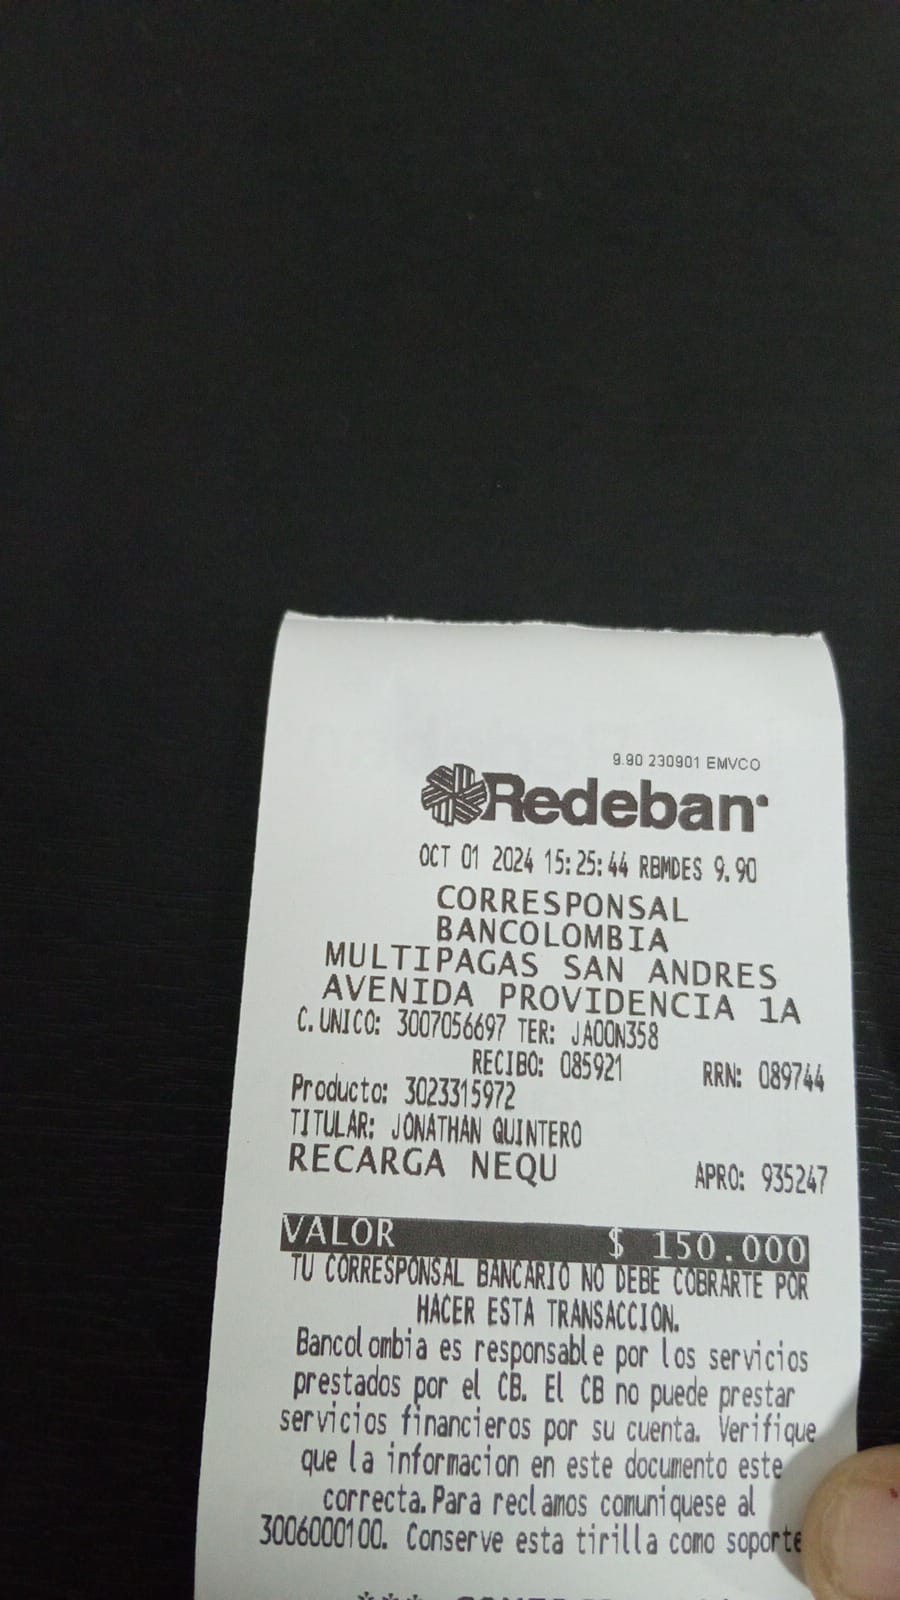 9.90 230901 EMVCO
Redeban
OCT 01 2024 15:25:44 RBMDES 9.90
CORRESPONSAL
BANCOLOMBIA
MULTIPAGAS SAN ANDRES
AVENIDA PROVIDENCIA 1A
C. UNICO: 3007056697 TER: JA00N358
RECIBO: 085921 RRN: 089744
Producto: 3023315972
TITULAR: JONATHAN QUINTERO
RECARGA NEQU APRO: 935247
VALOR $ 150.000
TU CORRESPONSAL BANCARIO NO DEBE COBRARTE POR
HACER ESTA TRANSACCION.
Bancolombia es responsable por los servicios
prestados por el CB. El CB no puede prestar
servicios financieros por su cuenta. Verifique
que la informacion en este documento este
correcta. Para reclamos comuniquese al
3006000100. Conserve esta tirilla como soporte